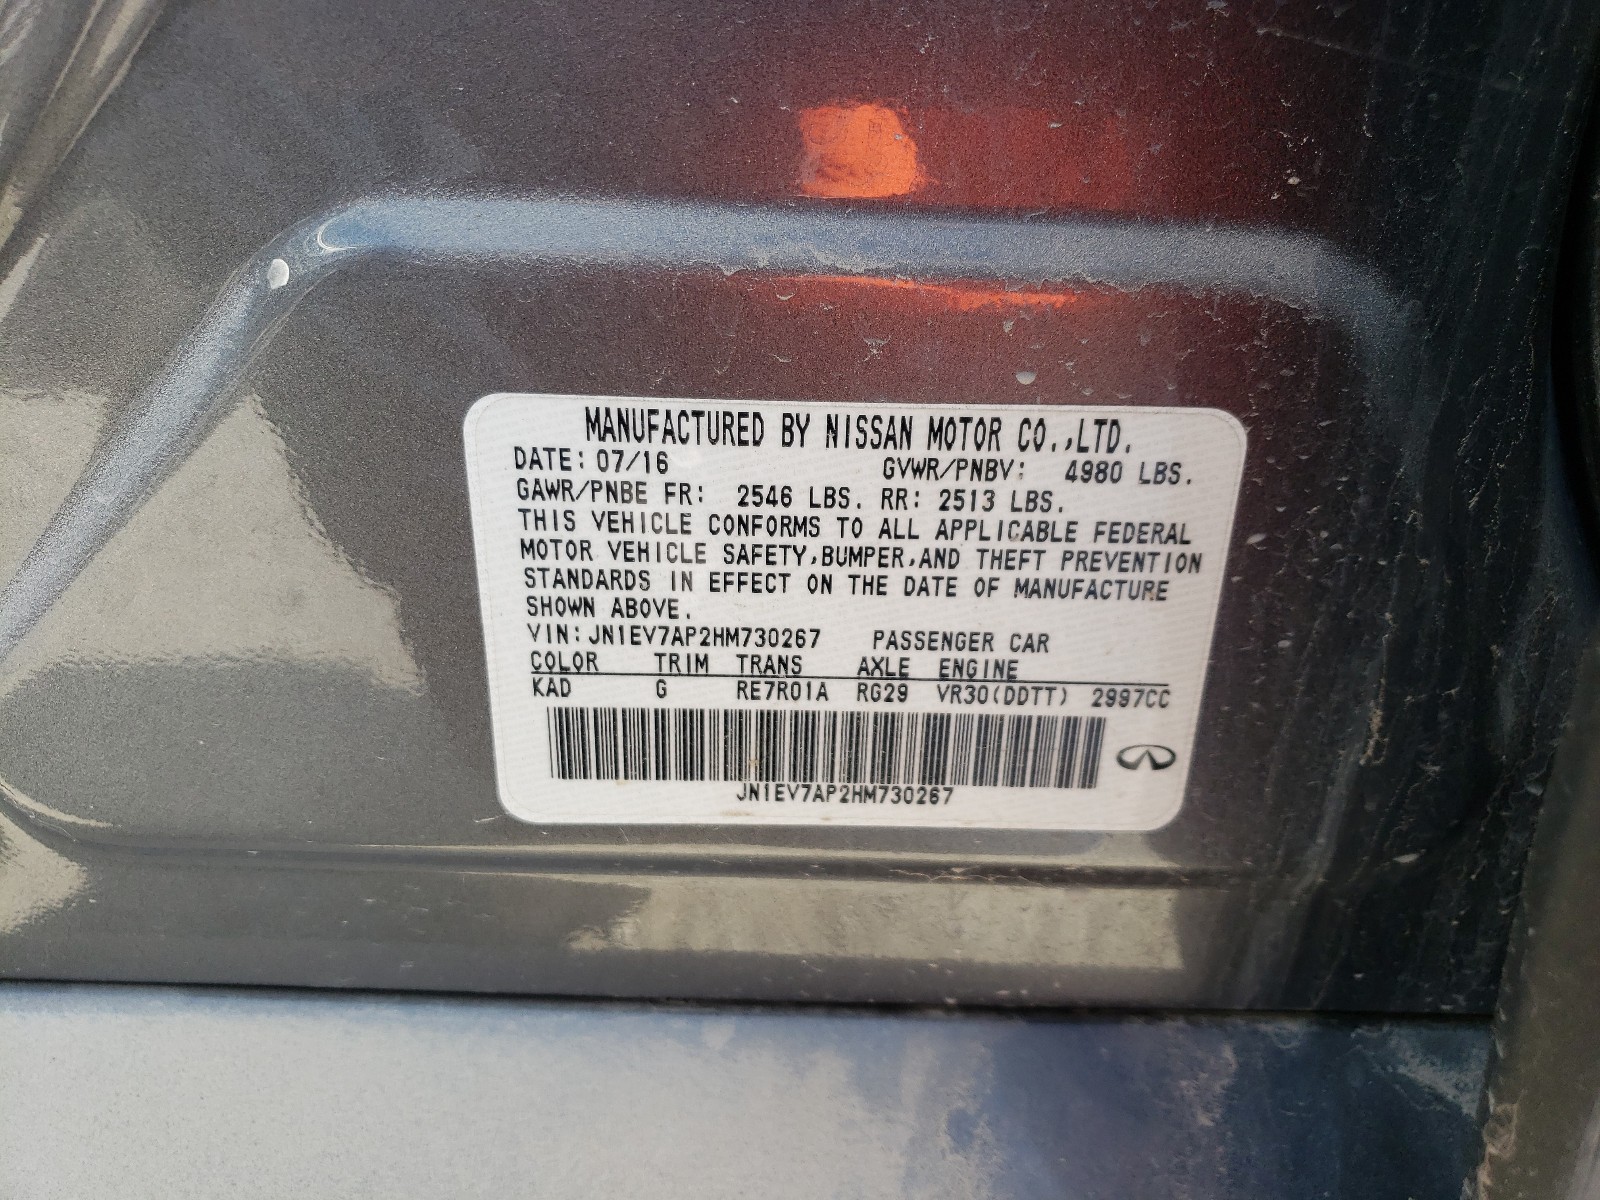 MANUFACTURED BY NISSAN MOTOR CO.,LTD.
DATE: 07/16 GVWR/PNBV: 4980 LBS.
GAWR/PNBE FR: 2546 LBS. RR: 2513 LBS.
THIS VEHICLE CONFORMS TO ALL APPLICABLE FEDERAL
MOTOR VEHICLE SAFETY,BUMPER,AND THEFT PREVENTION
STANDARDS IN EFFECT ON THE DATE OF MANUFACTURE
SHOWN ABOVE.
VIN: JN1EV7AP2HM730267 PASSENGER CAR
COLOR TRIM TRANS AXLE ENGINE
KAD G RE7R01A RG29 VR30(DDTT) 2997CC
JN1EV7AP2HM730267